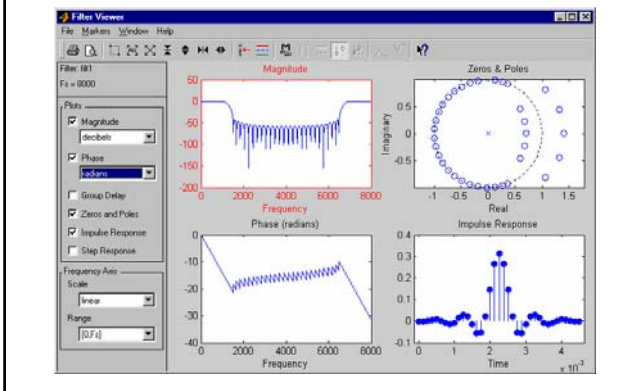 Filter Viewer
File Markers Window Help
Filter: filt1
Fs = 8000
Plots
Magnitude
decibels
Phase
radians
Group Delay
Zeros and Poles
Impulse Response
Step Response
Frequency Axis
Scale
linear
Range
[0,Fs]
Magnitude
50
0
-50
-100
-150
-200
0 2000 4000 6000 8000
Frequency
Zeros & Poles
Imaginary
0.5
0
-0.5
-1 -0.5 0 0.5 1 1.5
Real
Phase (radians)
0
-10
-20
-30
-40
0 2000 4000 6000 8000
Frequency
Impulse Response
0.4
0.3
0.2
0.1
0
-0.1
0 1 2 3 4
Time
x 10⁻³